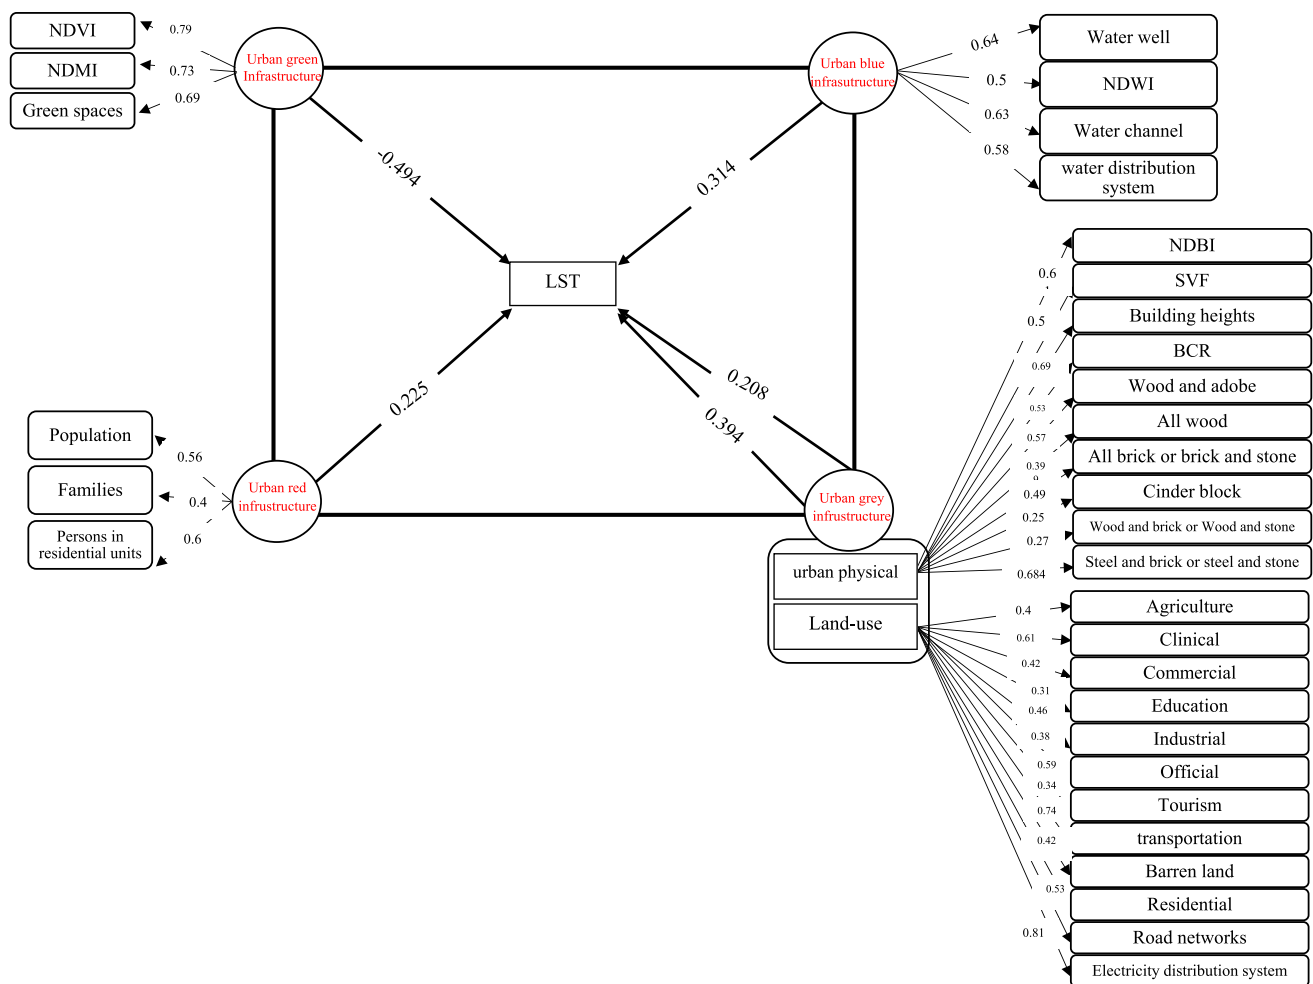 NDVI
NDMI
Green spaces
0.79
0.73
0.69
Urban green
Infrastructure
Urban blue
infrasutructure
0.64
0.5
0.63
0.58
Water well
NDWI
Water channel
water distribution
system
-0.494
0.314
LST
0.225
0.208
0.394
Population
Families
Persons in
residential units
0.56
0.4
0.6
Urban red
infrustructure
Urban grey
infrustructure
urban physical
Land-use
0.6
0.5
0.69
0.53
0.57
0.39
0.49
0.25
0.27
0.684
NDBI
SVF
Building heights
BCR
Wood and adobe
All wood
All brick or brick and stone
Cinder block
Wood and brick or Wood and stone
Steel and brick or steel and stone
0.4
0.61
0.42
0.31
0.46
0.38
0.59
0.34
0.74
0.42
0.53
0.81
Agriculture
Clinical
Commercial
Education
Industrial
Official
Tourism
transportation
Barren land
Residential
Road networks
Electricity distribution system